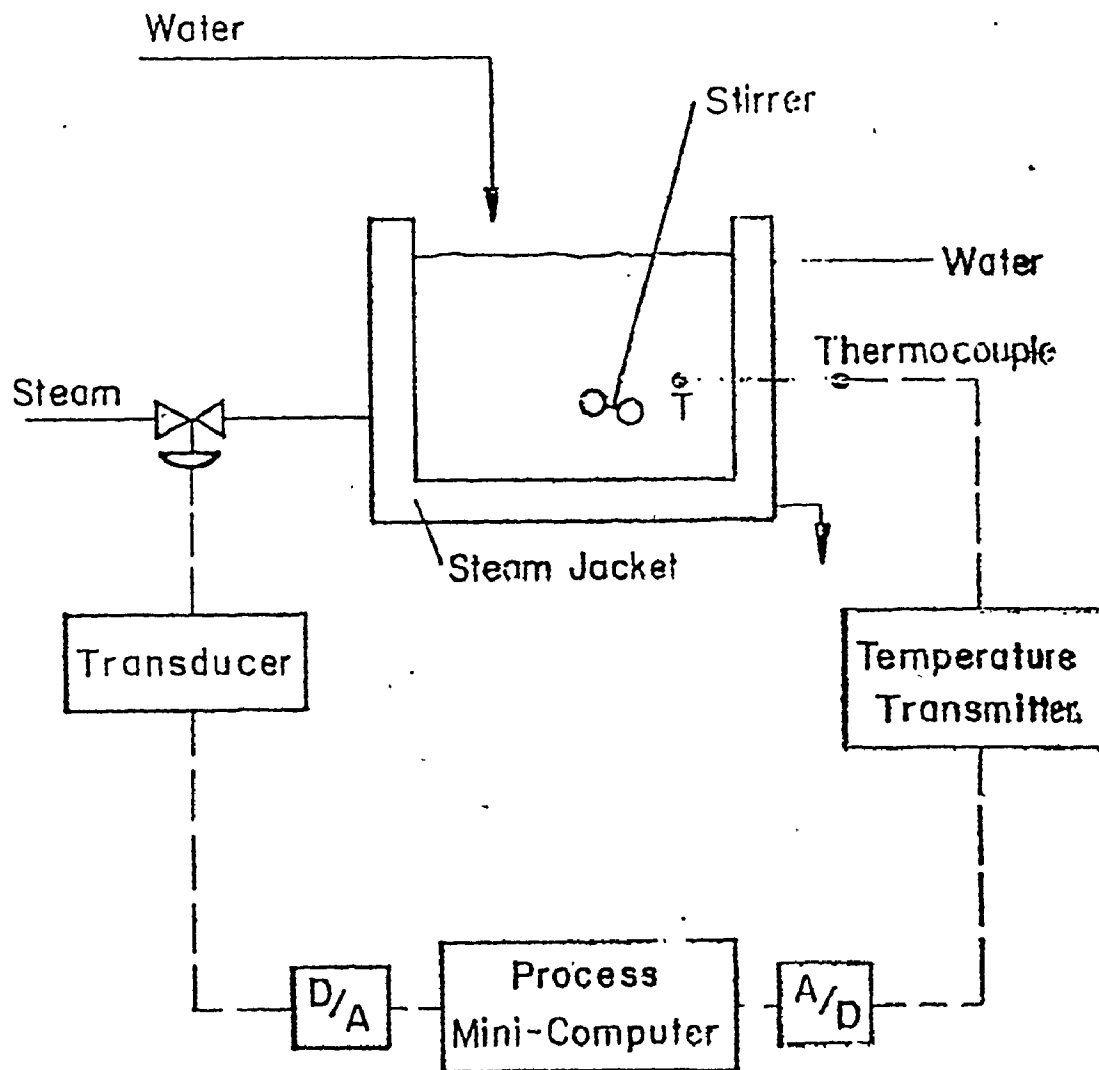 Water
Stirrer
Water
Thermocouple
Steam
T
Steam Jacket
Transducer
Temperature
Transmitter
D/A
Process
Mini-Computer
A/D